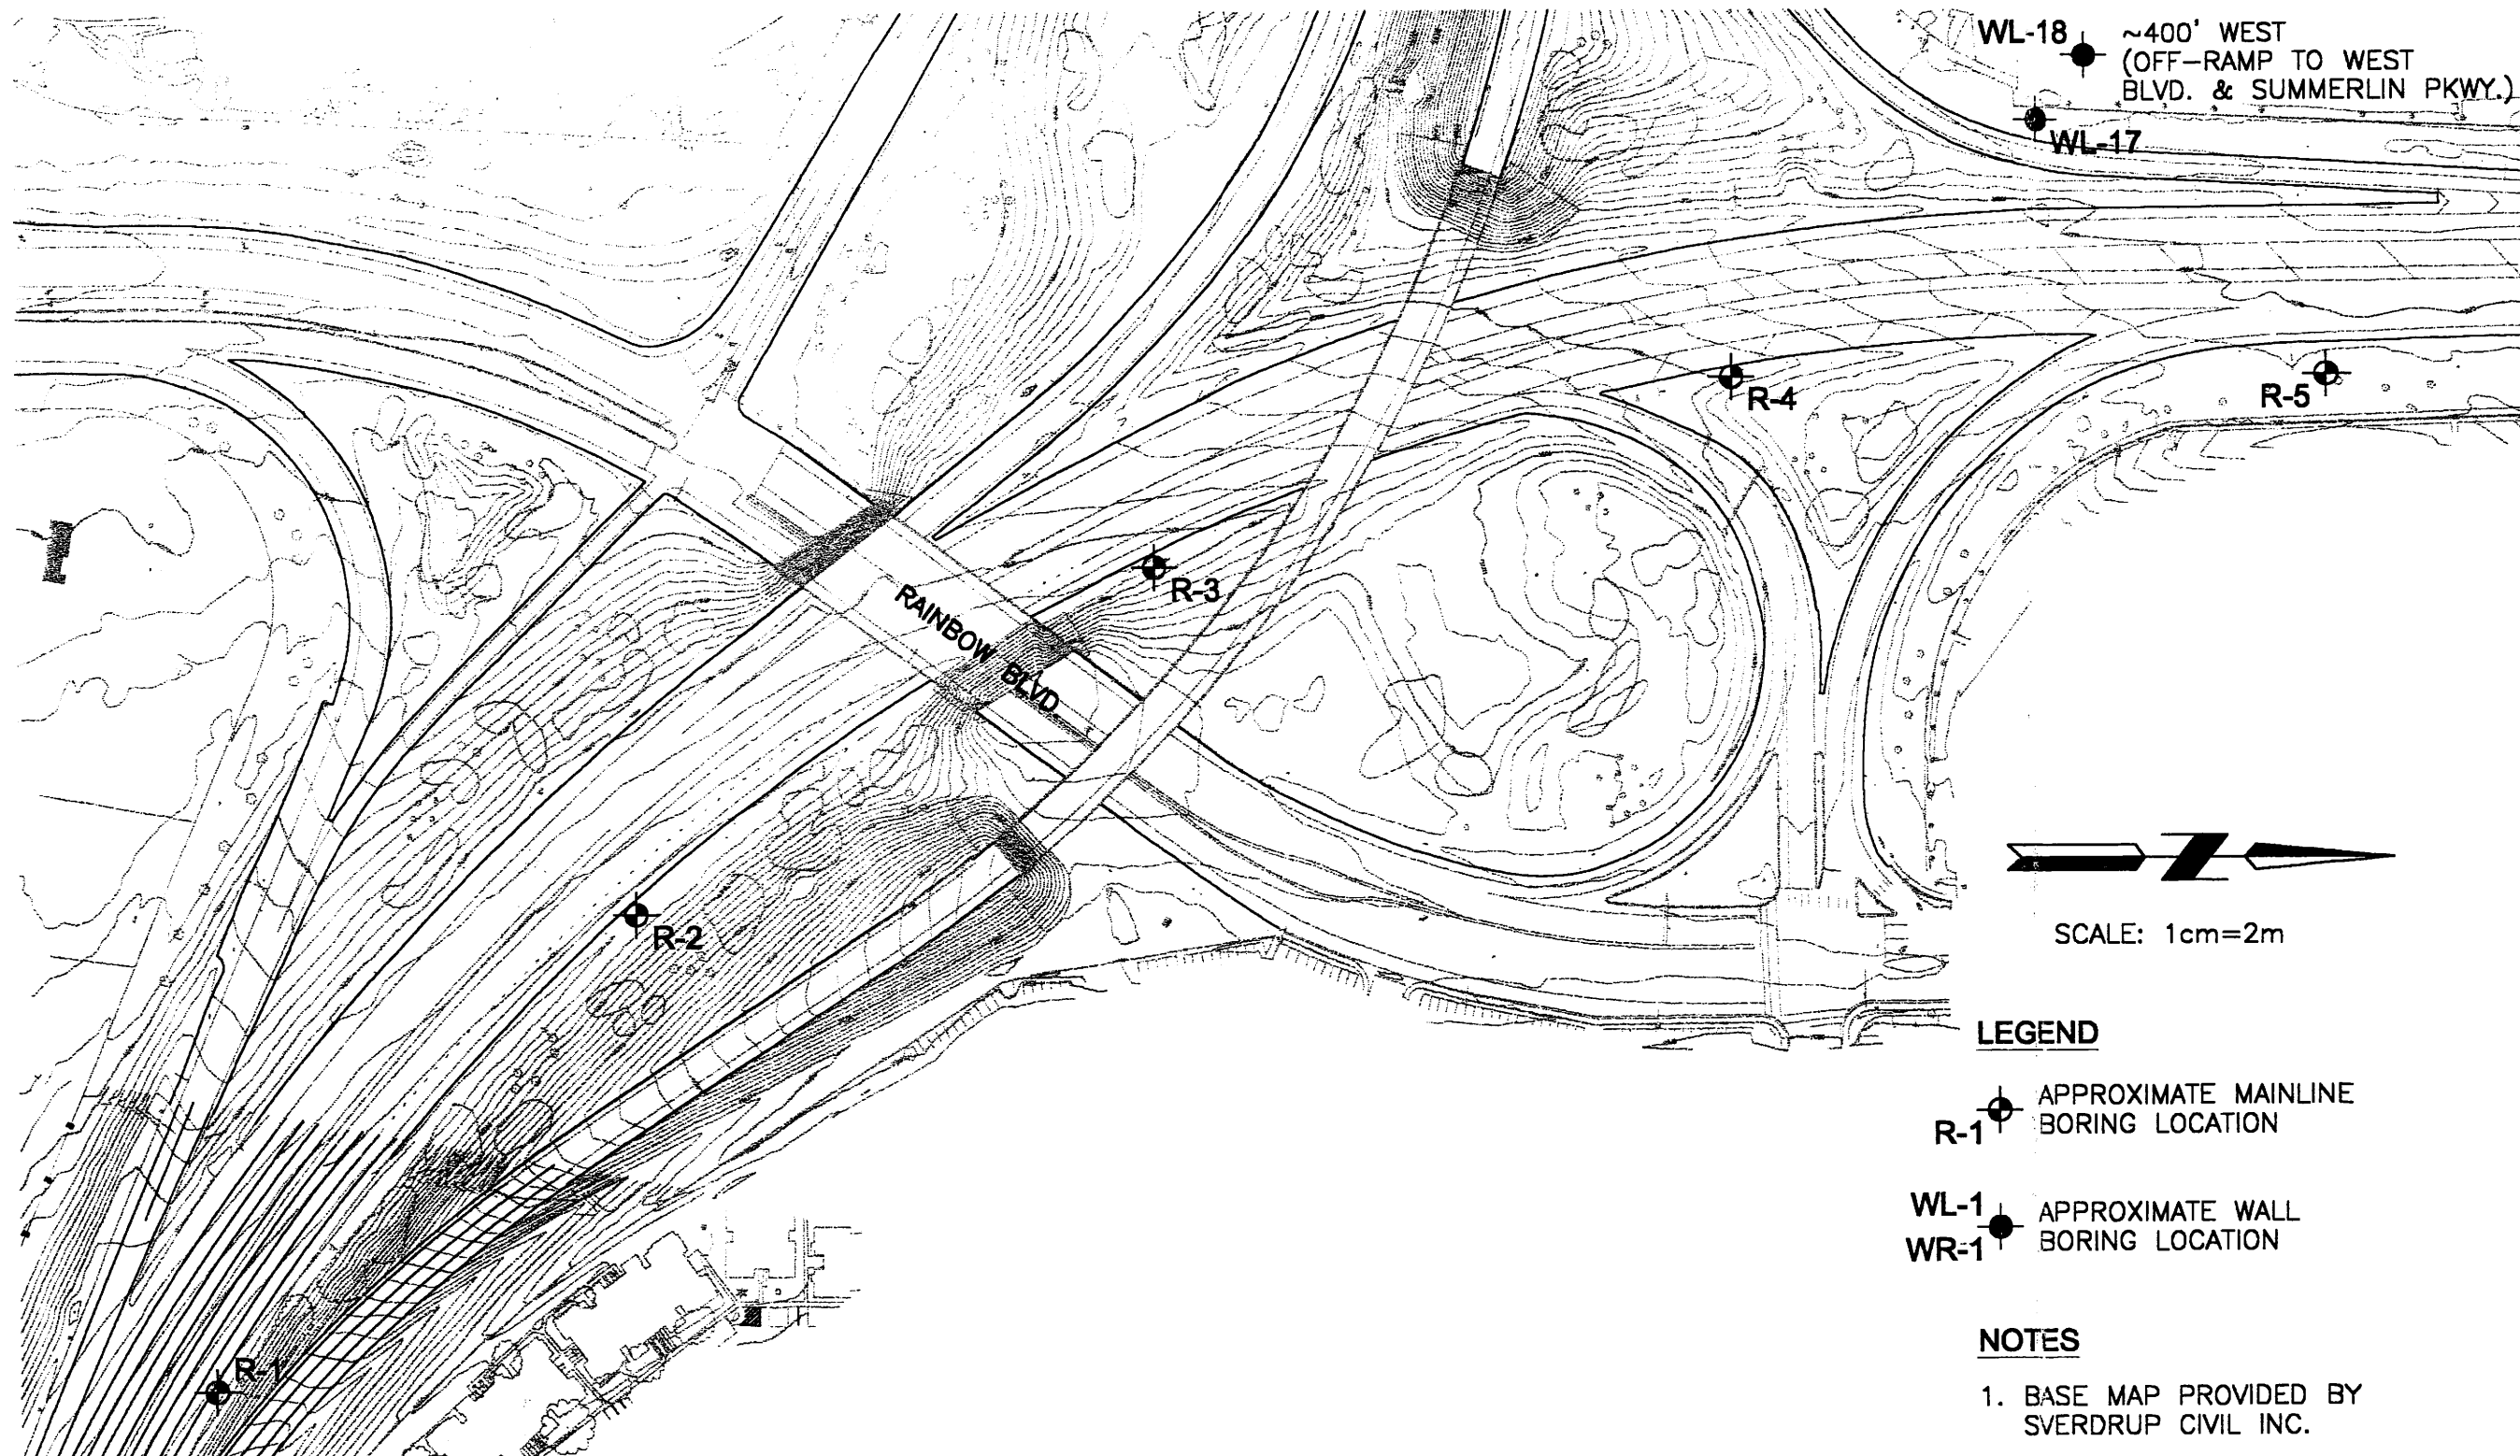 WL-18
~400' WEST
(OFF-RAMP TO WEST
BLVD. & SUMMERLIN PKWY.)
WL-17
R-4
R-5
R-3
RAINBOW BLVD.
R-2
R-1
SCALE: 1cm=2m
LEGEND
R-1
APPROXIMATE MAINLINE
BORING LOCATION
WL-1
WR-1
APPROXIMATE WALL
BORING LOCATION
NOTES
1. BASE MAP PROVIDED BY
SVERDRUP CIVIL INC.